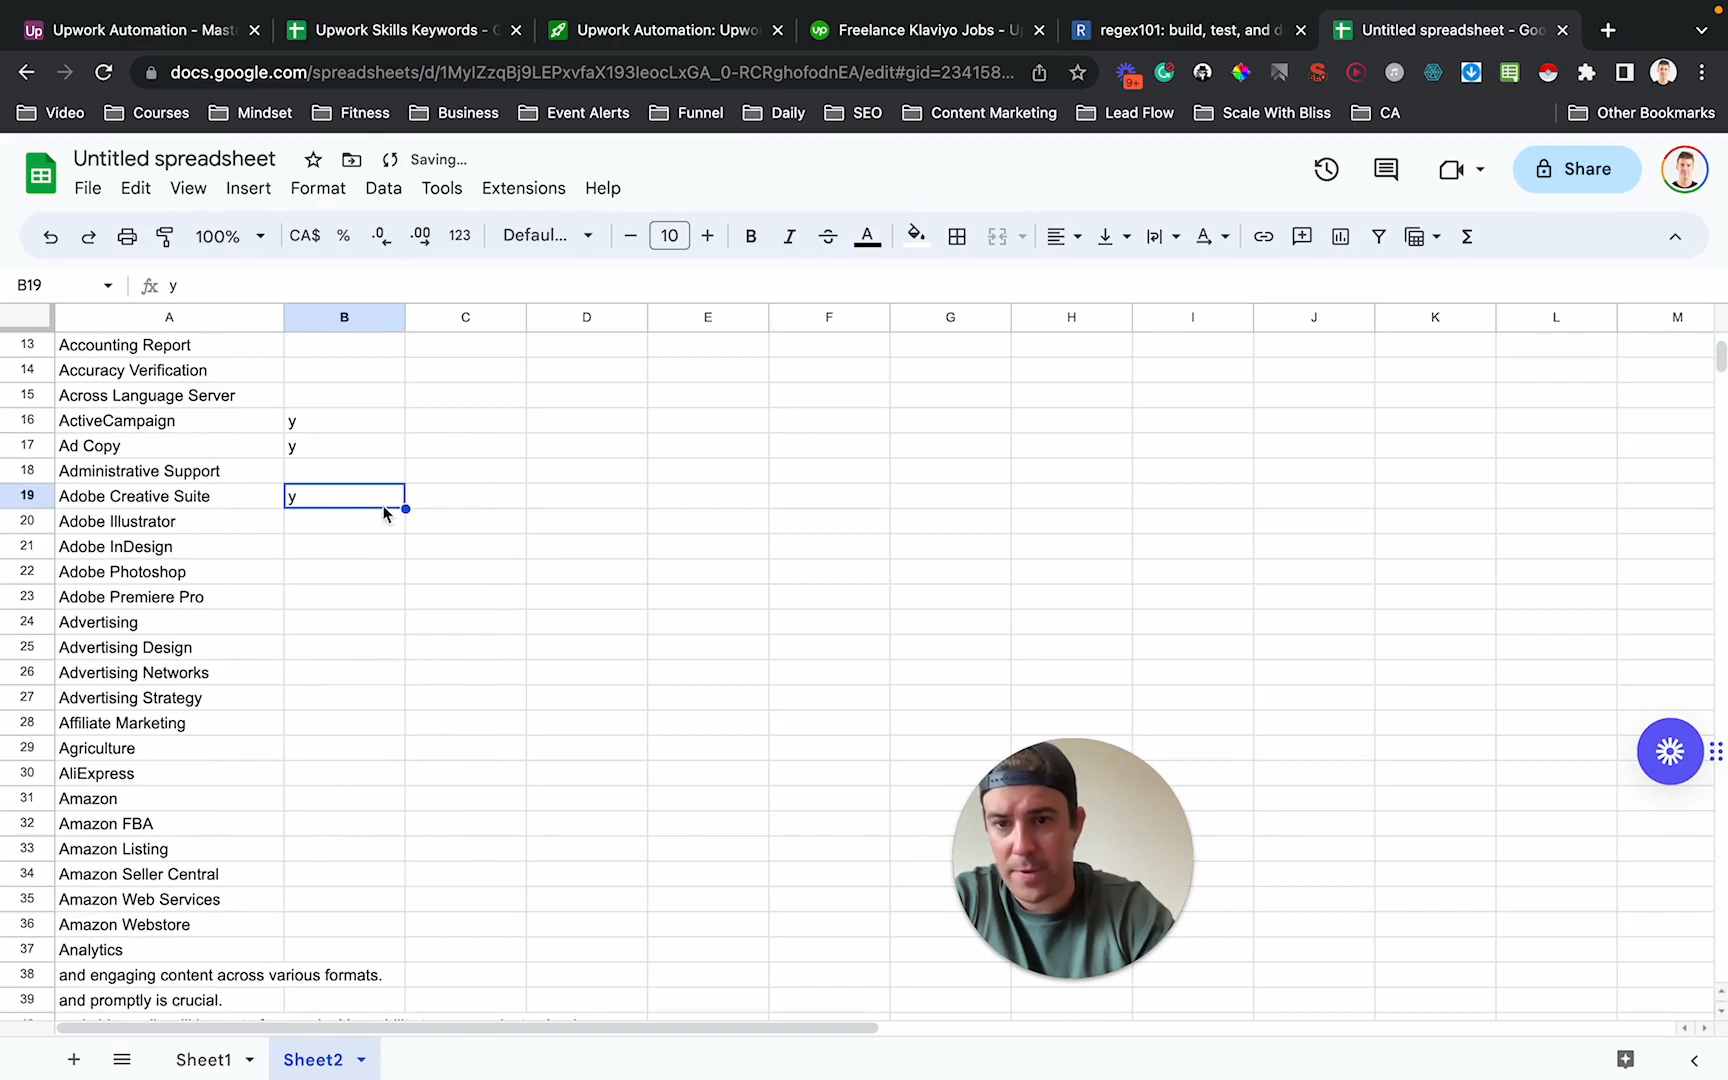 Up Upwork Automation - Mast
Upwork Skills Keywords - G
Upwork Automation: Upwo
Up Freelance Klaviyo Jobs - U
R regex101: build, test, and d
Untitled spreadsheet - Goo
docs.google.com/spreadsheets/d/1MylZzqBj9LEPxvfaX193IeocLxGA_0-RCRghofodnEA/edit#gid=234158...
9+
SEO
Video
Courses
Mindset
Fitness
Business
Event Alerts
Funnel
Daily
SEO
Content Marketing
Lead Flow
Scale With Bliss
CA
Other Bookmarks
Untitled spreadsheet
Saving...
File Edit View Insert Format Data Tools Extensions Help
Share
100% CA$ % .0 .00 123 Defaul... 10 B I A
B19 fx y
A B C D E F G H I J K L M
13 Accounting Report
14 Accuracy Verification
15 Across Language Server
16 ActiveCampaign y
17 Ad Copy y
18 Administrative Support
19 Adobe Creative Suite y
20 Adobe Illustrator
21 Adobe InDesign
22 Adobe Photoshop
23 Adobe Premiere Pro
24 Advertising
25 Advertising Design
26 Advertising Networks
27 Advertising Strategy
28 Affiliate Marketing
29 Agriculture
30 AliExpress
31 Amazon
32 Amazon FBA
33 Amazon Listing
34 Amazon Seller Central
35 Amazon Web Services
36 Amazon Webstore
37 Analytics
38 and engaging content across various formats.
39 and promptly is crucial.
Sheet1
Sheet2